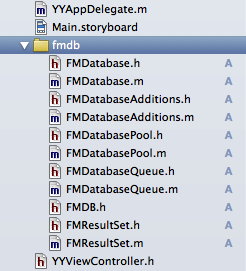 YYAppDelegate.m
Main.storyboard
fmdb
h FMDatabase.h A
m FMDatabase.m A
h FMDatabaseAdditions.h A
m FMDatabaseAdditions.m A
h FMDatabasePool.h A
m FMDatabasePool.m A
h FMDatabaseQueue.h A
m FMDatabaseQueue.m A
h FMDB.h A
h FMResultSet.h A
m FMResultSet.m A
h YYViewController.h